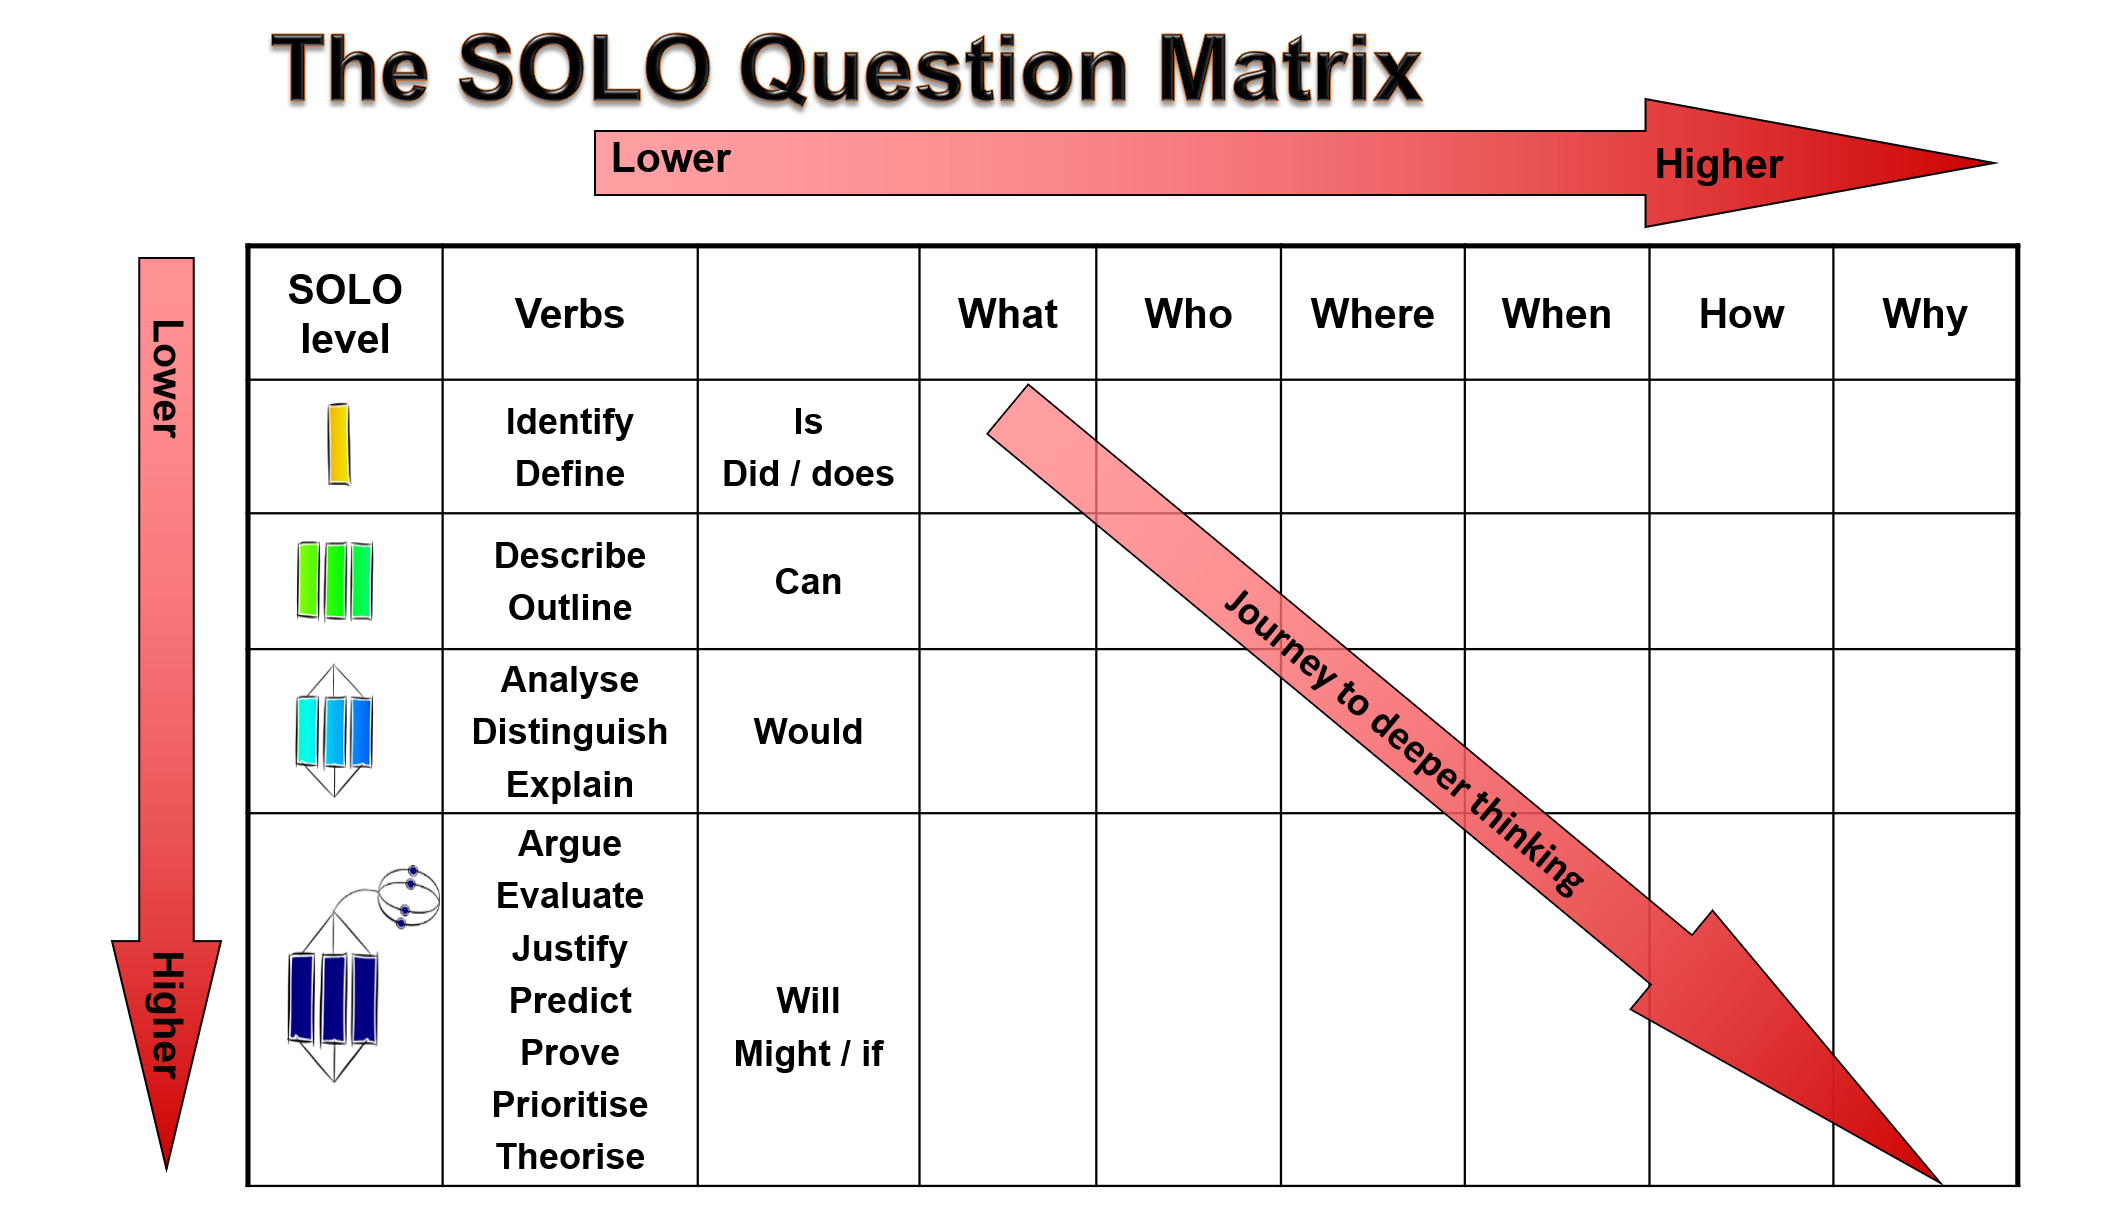 The SOLO Question Matrix
Lower
Higher
Lower
Higher
SOLO
level
Verbs
What
Who
Where
When
How
Why
Identify
Define
Is
Did / does
Describe
Outline
Can
Analyse
Distinguish
Explain
Would
Argue
Evaluate
Justify
Predict
Prove
Prioritise
Theorise
Will
Might / if
Journey to deeper thinking